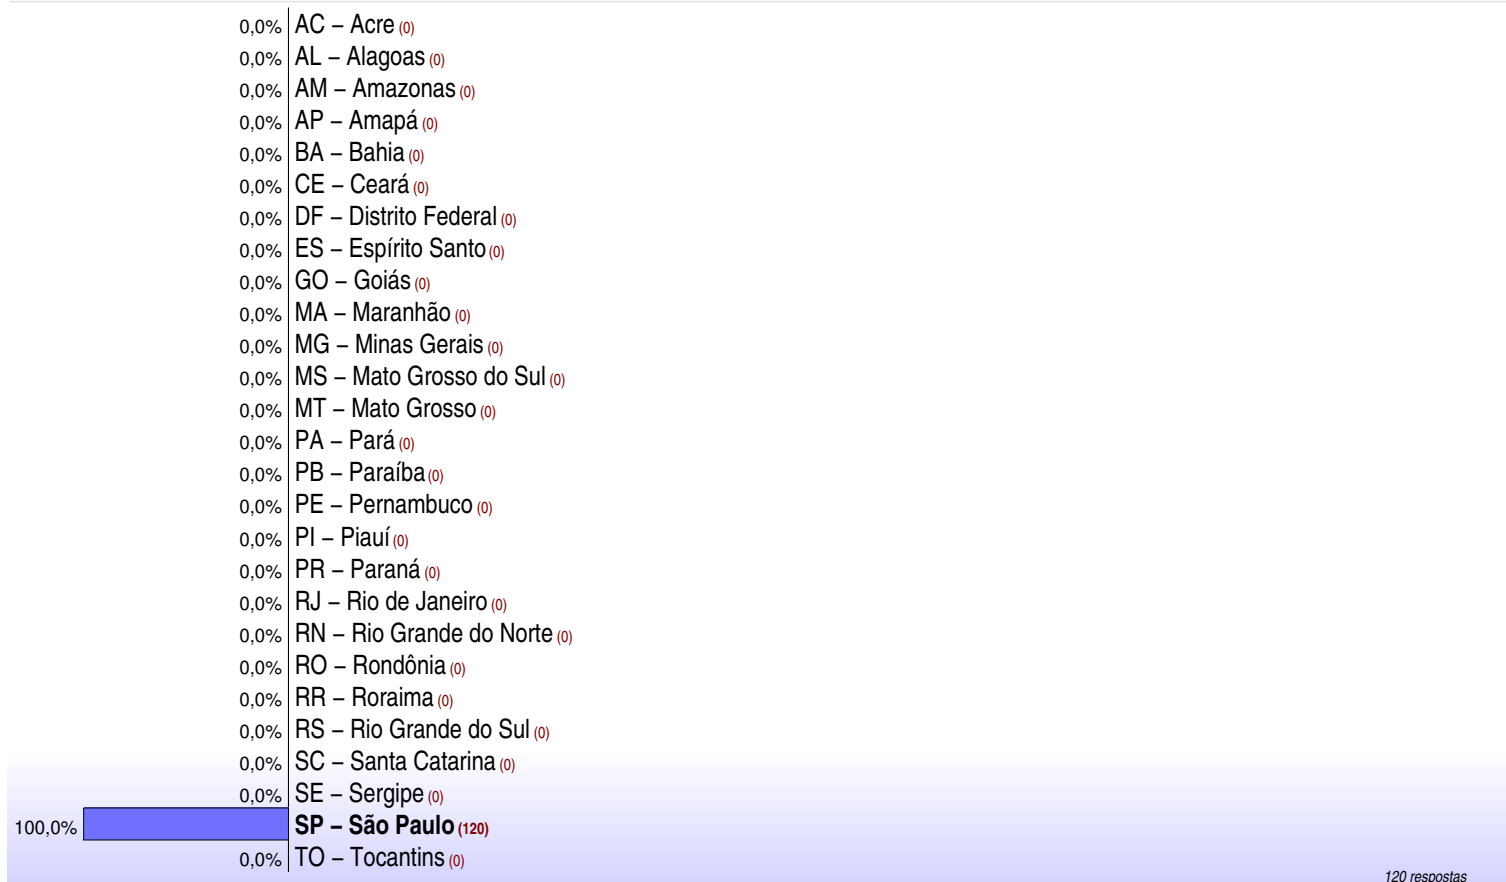 0,0% AC – Acre (0)
0,0% AL – Alagoas (0)
0,0% AM – Amazonas (0)
0,0% AP – Amapá (0)
0,0% BA – Bahia (0)
0,0% CE – Ceará (0)
0,0% DF – Distrito Federal (0)
0,0% ES – Espírito Santo (0)
0,0% GO – Goiás (0)
0,0% MA – Maranhão (0)
0,0% MG – Minas Gerais (0)
0,0% MS – Mato Grosso do Sul (0)
0,0% MT – Mato Grosso (0)
0,0% PA – Pará (0)
0,0% PB – Paraíba (0)
0,0% PE – Pernambuco (0)
0,0% PI – Piauí (0)
0,0% PR – Paraná (0)
0,0% RJ – Rio de Janeiro (0)
0,0% RN – Rio Grande do Norte (0)
0,0% RO – Rondônia (0)
0,0% RR – Roraima (0)
0,0% RS – Rio Grande do Sul (0)
0,0% SC – Santa Catarina (0)
0,0% SE – Sergipe (0)
100,0% SP – São Paulo (120)
0,0% TO – Tocantins (0)
120 respostas